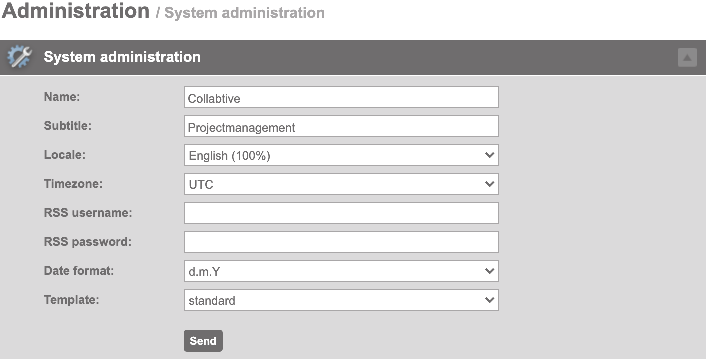 Administration / System administration
System administration
Name: Collabtive
Subtitle: Projectmanagement
Locale: English (100%)
Timezone: UTC
RSS username:
RSS password:
Date format: d.m.Y
Template: standard
Send